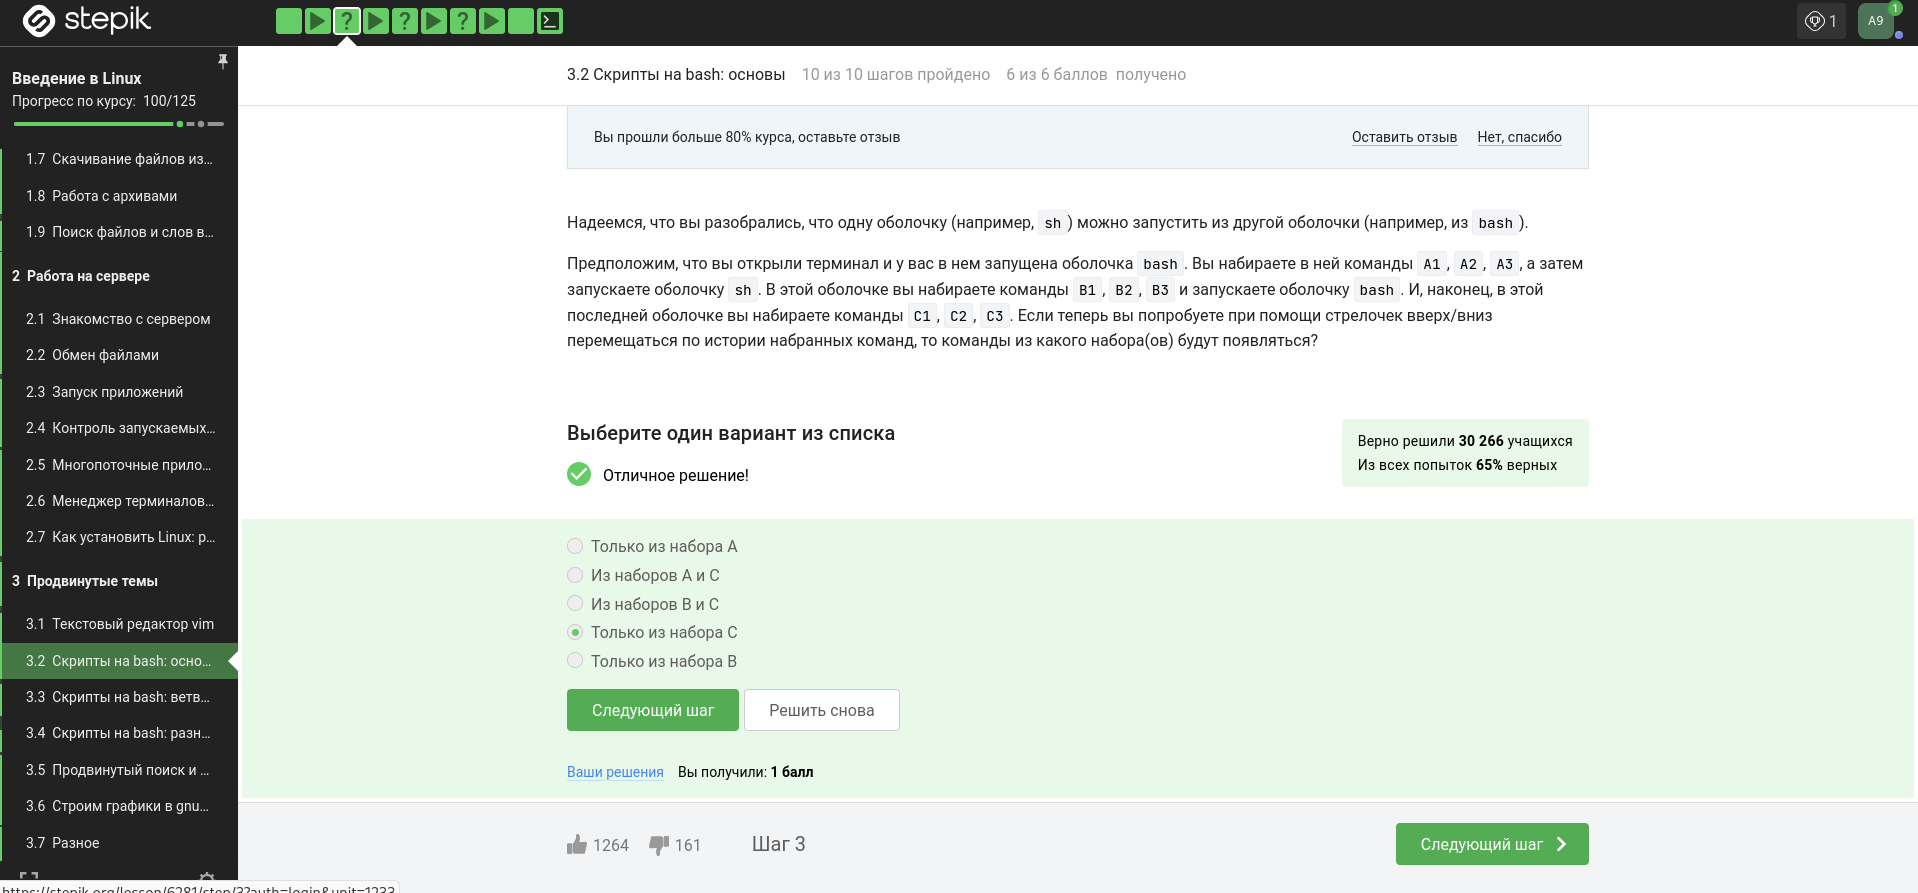 stepik
1
A9
1
Введение в Linux
Прогресс по курсу: 100/125
1.7 Скачивание файлов из...
1.8 Работа с архивами
1.9 Поиск файлов и слов в...
2 Работа на сервере
2.1 Знакомство с сервером
2.2 Обмен файлами
2.3 Запуск приложений
2.4 Контроль запускаемых...
2.5 Многопоточные прило...
2.6 Менеджер терминалов...
2.7 Как установить Linux: р...
3 Продвинутые темы
3.1 Текстовый редактор vim
3.2 Скрипты на bash: осно...
3.3 Скрипты на bash: ветв...
3.4 Скрипты на bash: разн...
3.5 Продвинутый поиск и ...
3.6 Строим графики в gnu...
3.7 Разное
3.2 Скрипты на bash: основы 10 из 10 шагов пройдено 6 из 6 баллов получено
Вы прошли больше 80% курса, оставьте отзыв
Оставить отзыв Нет, спасибо
Надеемся, что вы разобрались, что одну оболочку (например, sh ) можно запустить из другой оболочки (например, из bash ).
Предположим, что вы открыли терминал и у вас в нем запущена оболочка bash . Вы набираете в ней команды A1 , A2 , A3 , а затем
запускаете оболочку sh . В этой оболочке вы набираете команды B1 , B2 , B3 и запускаете оболочку bash . И, наконец, в этой
последней оболочке вы набираете команды C1 , C2 , C3 . Если теперь вы попробуете при помощи стрелочек вверх/вниз
перемещаться по истории набранных команд, то команды из какого набора(ов) будут появляться?
Выберите один вариант из списка
Отличное решение!
Верно решили 30 266 учащихся
Из всех попыток 65% верных
Только из набора A
Из наборов A и C
Из наборов B и C
Только из набора C
Только из набора B
Следующий шаг Решить снова
Ваши решения Вы получили: 1 балл
1264 161 Шаг 3
Следующий шаг
https://stepik.org/lesson/6281/step/3?auth=login&unit=1233